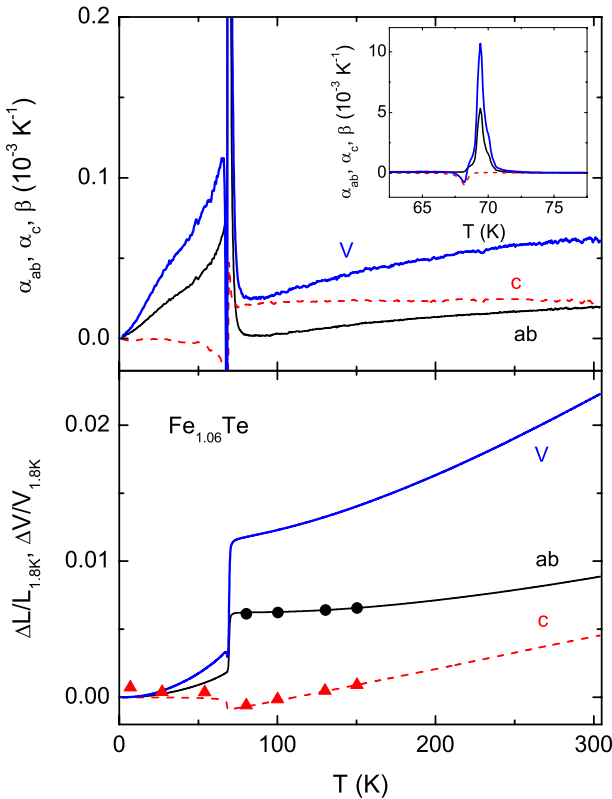 0.2
0.1
0.0
α_ab, α_c, β (10^-3 K^-1)
10
5
0
α_ab, α_c, β (10^-3 K^-1)
65 70 75
T (K)
V
c
ab
0.02
0.01
0.00
ΔL/L_1.8K, ΔV/V_1.8K
Fe_1.06Te
V
ab
c
0 100 200 300
T (K)